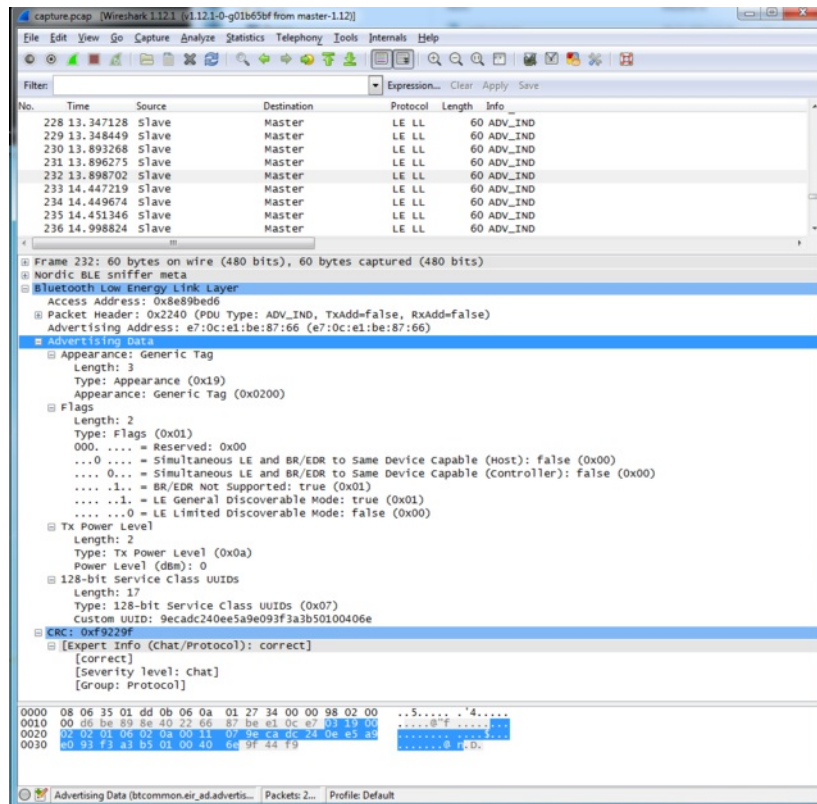 capture.pcap [Wireshark 1.12.1 (v1.12.1-0-g01b65bf from master-1.12)]
File Edit View Go Capture Analyze Statistics Telephony Tools Internals Help
Filter: Expression... Clear Apply Save
No. Time Source Destination Protocol Length Info
228 13.347128 Slave Master LE LL 60 ADV_IND
229 13.348449 Slave Master LE LL 60 ADV_IND
230 13.893268 Slave Master LE LL 60 ADV_IND
231 13.896275 Slave Master LE LL 60 ADV_IND
232 13.898702 Slave Master LE LL 60 ADV_IND
233 14.447219 Slave Master LE LL 60 ADV_IND
234 14.449674 Slave Master LE LL 60 ADV_IND
235 14.451346 Slave Master LE LL 60 ADV_IND
236 14.998824 Slave Master LE LL 60 ADV_IND
Frame 232: 60 bytes on wire (480 bits), 60 bytes captured (480 bits)
Nordic BLE sniffer meta
Bluetooth Low Energy Link Layer
Access Address: 0x8e89bed6
Packet Header: 0x2240 (PDU Type: ADV_IND, TxAdd=false, RxAdd=false)
Advertising Address: e7:0c:e1:be:87:66 (e7:0c:e1:be:87:66)
Advertising Data
Appearance: Generic Tag
Length: 3
Type: Appearance (0x19)
Appearance: Generic Tag (0x0200)
Flags
Length: 2
Type: Flags (0x01)
000. .... = Reserved: 0x00
...0 .... = Simultaneous LE and BR/EDR to Same Device Capable (Host): false (0x00)
.... 0... = Simultaneous LE and BR/EDR to Same Device Capable (Controller): false (0x00)
.... .1.. = BR/EDR Not Supported: true (0x01)
.... ..1. = LE General Discoverable Mode: true (0x01)
.... ...0 = LE Limited Discoverable Mode: false (0x00)
Tx Power Level
Length: 2
Type: Tx Power Level (0x0a)
Power Level (dBm): 0
128-bit Service Class UUIDs
Length: 17
Type: 128-bit Service Class UUIDs (0x07)
Custom UUID: 9ecadc240ee5a9e093f3a3b50100406e
CRC: 0xf9229f
[Expert Info (Chat/Protocol): correct]
[correct]
[Severity level: Chat]
[Group: Protocol]
0000 08 06 35 01 dd 0b 06 0a 01 27 34 00 00 98 02 00 ..5..... .'4.....
0010 00 d6 be 89 8e 40 22 66 87 be e1 0c e7 03 19 00 .....@"f ........
0020 02 02 01 06 02 0a 00 11 07 9e ca dc 24 0e e5 a9 ........ ....$...
0030 e0 93 f3 a3 b5 01 00 40 6e 9f 44 f9 .......@ n.D.
Advertising Data (btcommon.eir_ad.advertis... Packets: 2... Profile: Default